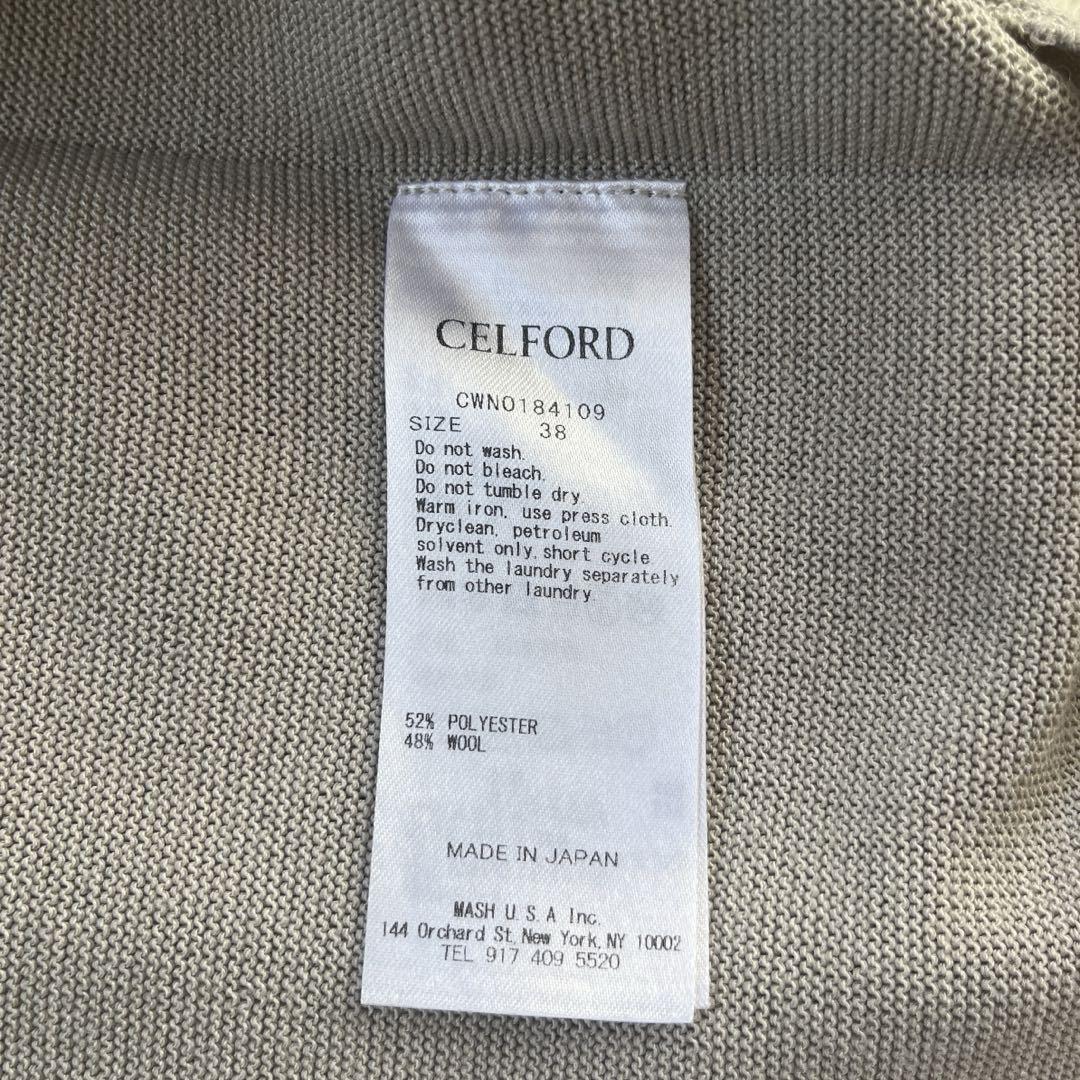 CELFORD
CWNO184109
SIZE 38
Do not wash.
Do not bleach.
Do not tumble dry.
Warm iron, use press cloth.
Dryclean, petroleum
solvent only, short cycle
Wash the laundry separately
from other laundry.
52% POLYESTER
48% WOOL
MADE IN JAPAN
MASH U.S.A Inc.
144 Orchard St, New York, NY 10002
TEL 917 409 5520